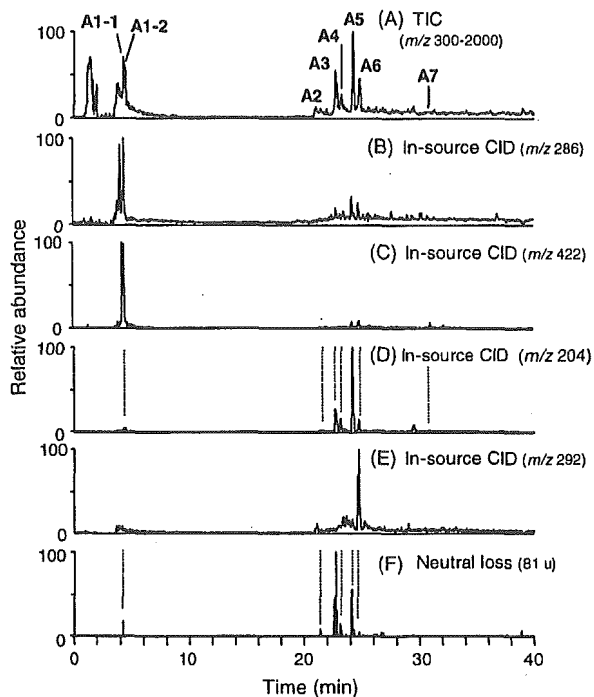 A1-1
A1-2
A5
A4
A3
A6
A2
A7
(A) TIC
(m/z 300-2000)
100
0
(B) In-source CID (m/z 286)
100
0
(C) In-source CID (m/z 422)
100
0
(D) In-source CID (m/z 204)
100
0
(E) In-source CID (m/z 292)
100
0
(F) Neutral loss (81 u)
100
0
Relative abundance
0 10 20 30 40
Time (min)